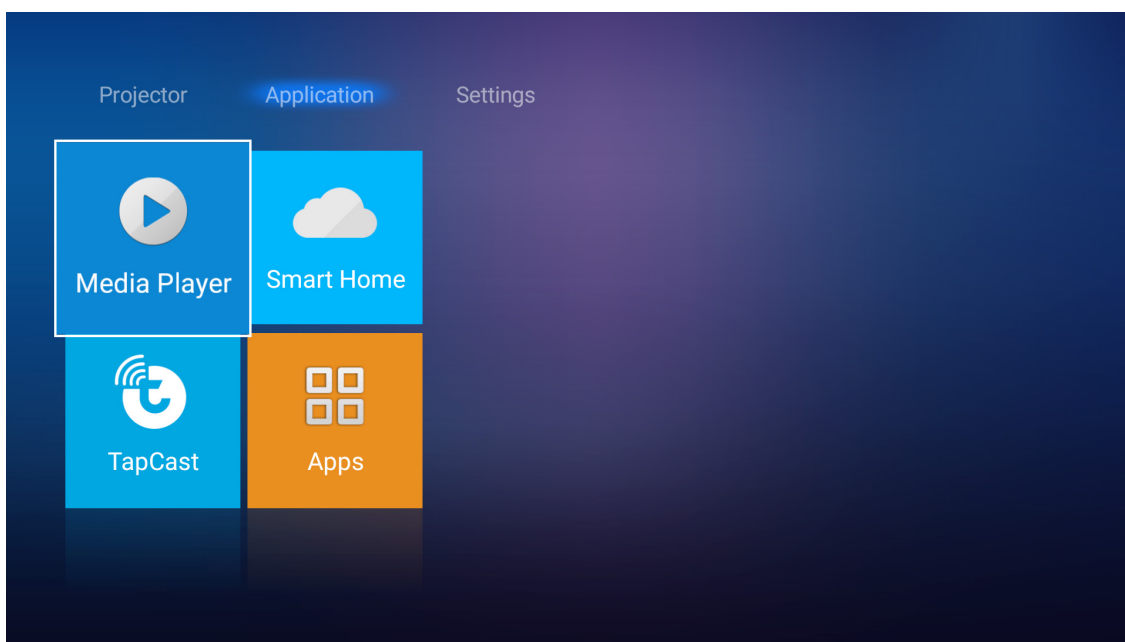 Projector Application Settings
Media Player
Smart Home
TapCast
Apps